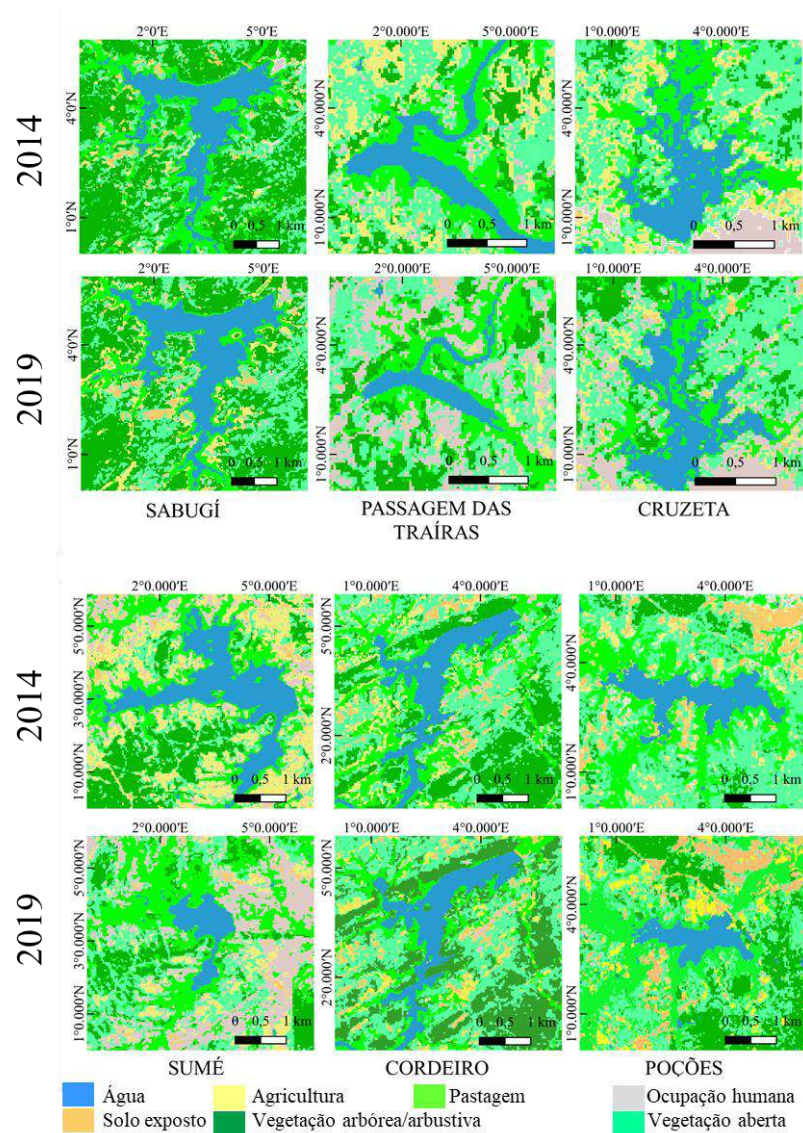 2°0'E 5°0'E 2°0.000'E 5°0.000'E 1°0.000'E 4°0.000'E
2014
4°0'N 1°0'N
4°0.000'N 1°0.000'N
4°0.000'N 1°0.000'N
0 0,5 1 km
0 0,5 1 km
0 0,5 1 km
2°0'E 5°0'E 2°0.000'E 5°0.000'E 1°0.000'E 4°0.000'E
2019
4°0'N 1°0'N
4°0.000'N 1°0.000'N
4°0.000'N 1°0.000'N
0 0,5 1 km
0 0,5 1 km
0 0,5 1 km
SABUGÍ
PASSAGEM DAS
TRAÍRAS
CRUZETA
2°0.000'E 5°0.000'E 1°0.000'E 4°0.000'E 1°0.000'E 4°0.000'E
2014
5°0.000'N 3°0.000'N 1°0.000'N
5°0.000'N 2°0.000'N
4°0.000'N 1°0.000'N
0 0,5 1 km
0 0,5 1 km
0 0,5 1 km
2°0.000'E 5°0.000'E 1°0.000'E 4°0.000'E 1°0.000'E 4°0.000'E
2019
5°0.000'N 3°0.000'N 1°0.000'N
5°0.000'N 2°0.000'N
4°0.000'N 1°0.000'N
0 0,5 1 km
0 0,5 1 km
0 0,5 1 km
SUMÉ
CORDEIRO
POÇÕES
Água Agricultura Pastagem Ocupação humana
Solo exposto Vegetação arbórea/arbustiva Vegetação aberta